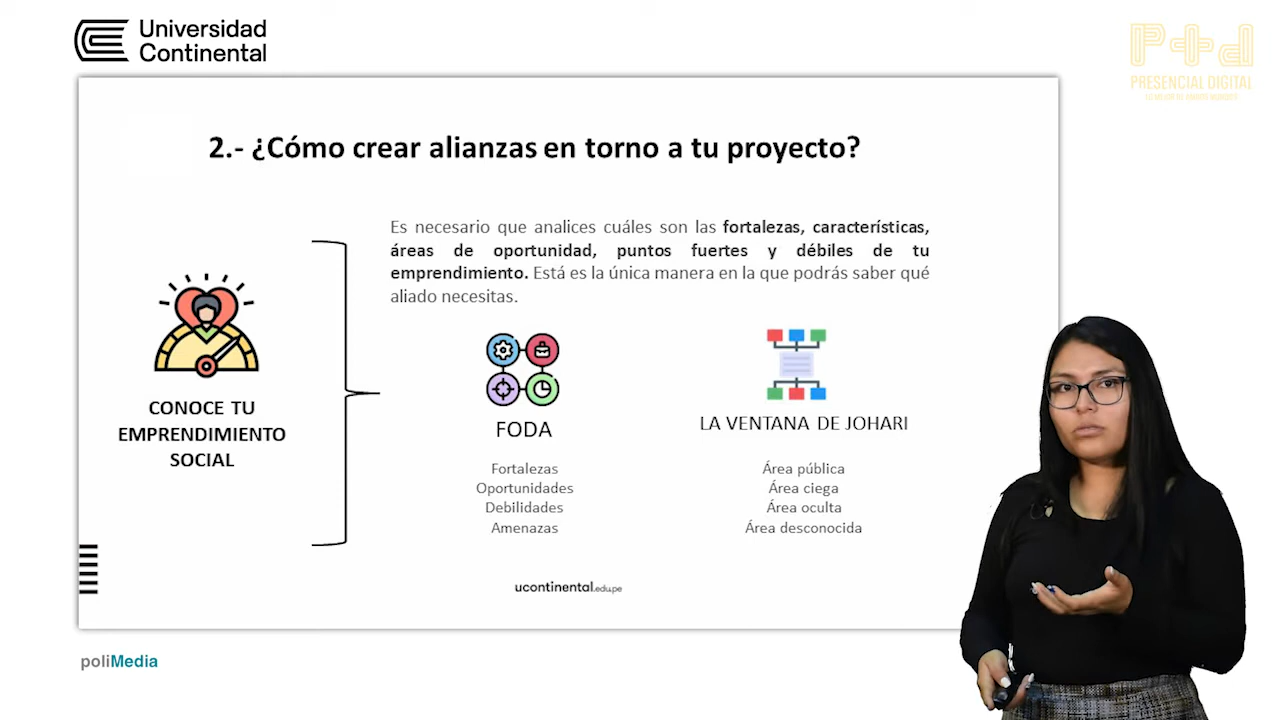 Universidad
Continental
P+d
PRESENCIAL DIGITAL
2.- ¿Cómo crear alianzas en torno a tu proyecto?
Es necesario que analices cuáles son las fortalezas, características,
áreas de oportunidad, puntos fuertes y débiles de tu
emprendimiento. Está es la única manera en la que podrás saber qué
aliado necesitas.
CONOCE TU
EMPRENDIMIENTO
SOCIAL
FODA
Fortalezas
Oportunidades
Debilidades
Amenazas
LA VENTANA DE JOHARI
Área pública
Área ciega
Área oculta
Área desconocida
ucontinental.edu.pe
poliMedia